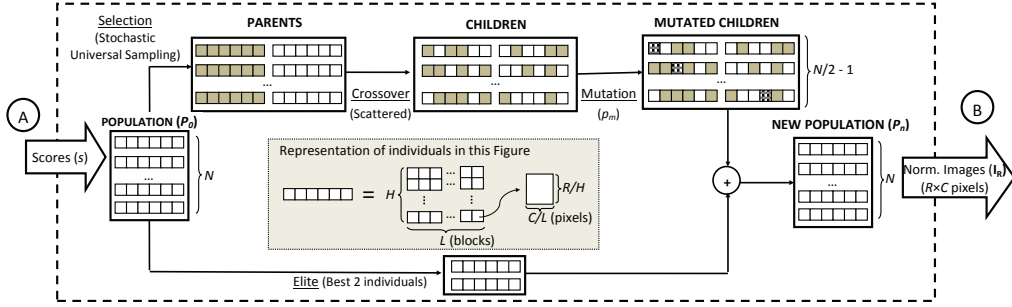 Selection
(Stochastic
Universal Sampling)
PARENTS
CHILDREN
MUTATED CHILDREN
...
...
...
N/2 - 1
Crossover
(Scattered)
Mutation
(pm)
A
Scores (s)
POPULATION (P0)
...
N
Representation of individuals in this Figure
=
H
...
...
...
...
...
R/H
C/L (pixels)
L (blocks)
+
NEW POPULATION (Pn)
...
N
B
Norm. Images (IR)
(R×C pixels)
Elite (Best 2 individuals)